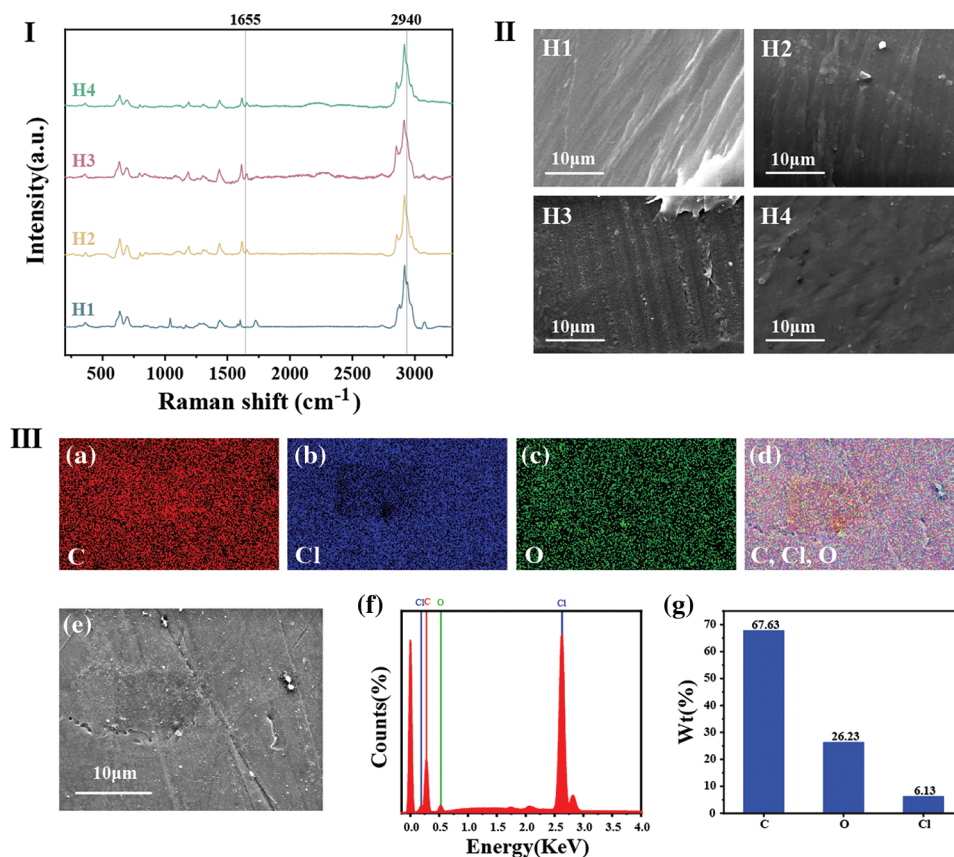 I
1655 2940
H4
H3
H2
H1
Intensity(a.u.)
500 1000 1500 2000 2500 3000
Raman shift (cm⁻¹)
II
H1
10μm
H2
10μm
H3
10μm
H4
10μm
III
(a)
C
(b)
Cl
(c)
O
(d)
C, Cl, O
(e)
10μm
(f)
Cl C O Cl
Counts(%)
0.0 0.5 1.0 1.5 2.0 2.5 3.0 3.5 4.0
Energy(KeV)
(g)
Wt(%)
70
60
50
40
30
20
10
0
67.63
26.23
6.13
C O Cl